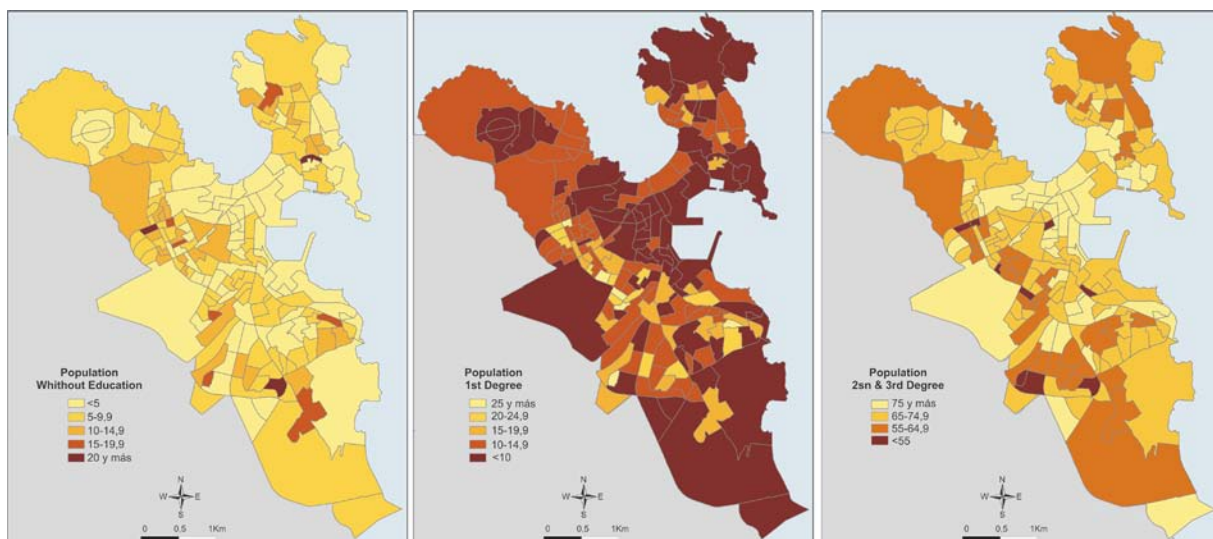 Population
Whithout Education
<5
5-9,9
10-14,9
15-19,9
20 y más
N
W E
S
0 0.5 1Km
Population
1st Degree
25 y más
20-24,9
15-19,9
10-14,9
<10
N
W E
S
0 0.5 1Km
Population
2sn & 3rd Degree
75 y más
65-74,9
55-64,9
<55
N
W E
S
0 0.5 1Km